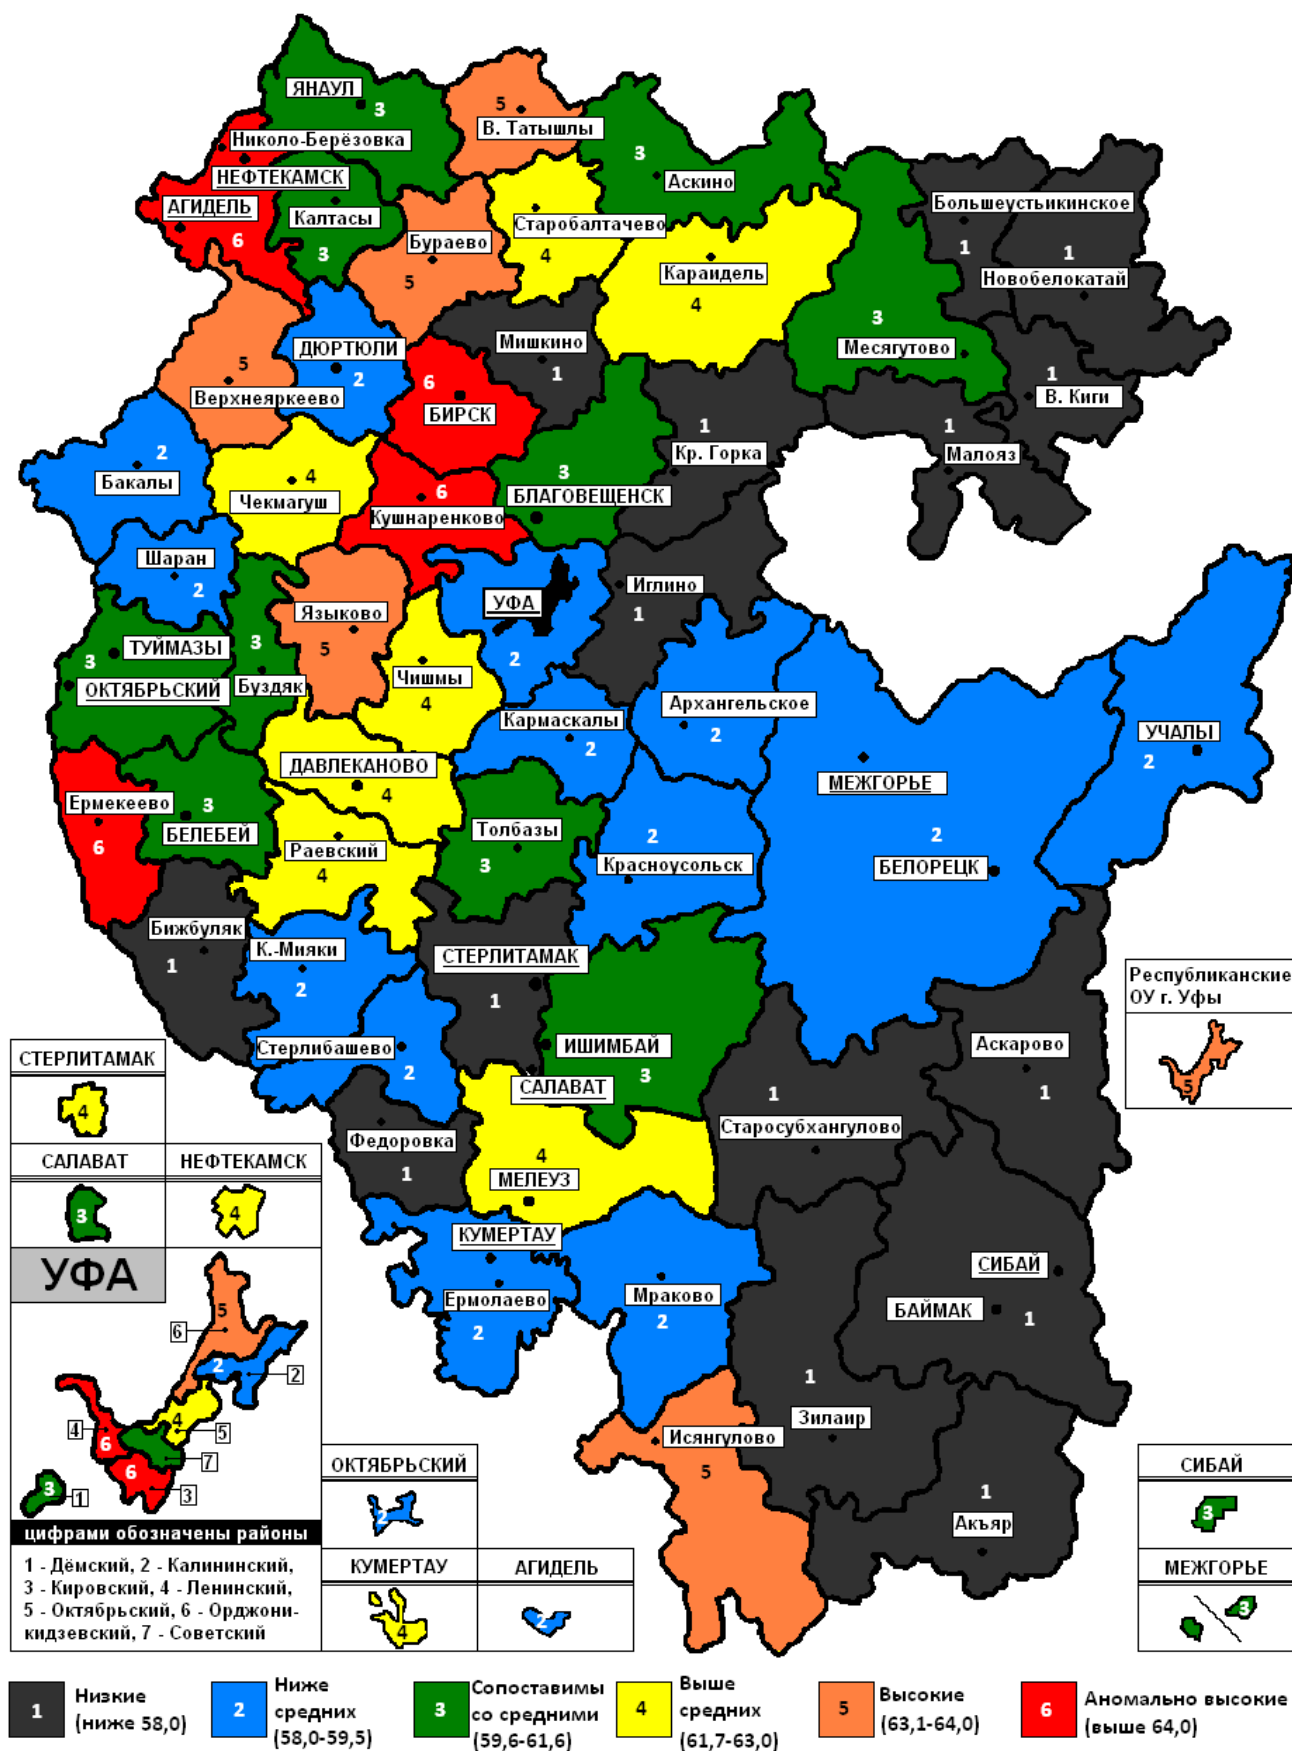 ЯНАУЛ
3
5
В. Татышлы
Николо-Берёзовка
3
НЕФТЕКАМСК
Аскино
АГИДЕЛЬ
Калтасы
6
3
Бураево
5
Старобалтачево
4
Караидель
4
Большеустьикинское
1
1
Новобелокатай
3
Месягутово
1
В. Киги
ДЮРТЮЛИ
2
Мишкино
1
5
Верхнеяркеево
6
БИРСК
1
Кр. Горка
1
Малояз
2
Бакалы
4
Чекмагуш
6
Кушнаренково
3
БЛАГОВЕЩЕНСК
Шаран
2
УФА
2
Иглино
1
Языково
5
ТУЙМАЗЫ
3
ОКТЯБРЬСКИЙ
3
Буздяк
Чишмы
4
Кармаскалы
2
Архангельское
2
УЧАЛЫ
2
ДАВЛЕКАНОВО
4
МЕЖГОРЬЕ
2
БЕЛОРЕЦК
Ермекеево
6
3
БЕЛЕБЕЙ
Раевский
4
Толбазы
3
2
Красноусольск
Бижбуляк
1
К.-Мияки
2
СТЕРЛИТАМАК
1
Республиканские
ОУ г. Уфы
5
Стерлибашево
2
ИШИМБАЙ
3
САЛАВАТ
Аскарово
1
1
Старосубхангулово
СТЕРЛИТАМАК
4
Федоровка
1
4
МЕЛЕУЗ
САЛАВАТ
3
НЕФТЕКАМСК
4
КУМЕРТАУ
Ермолаево
2
Мраково
2
СИБАЙ
БАЙМАК
1
УФА
5
6
2
2
4
4
5
6
7
6
3
3
1
1
Зилаир
Исянгулово
5
1
Акъяр
ОКТЯБРЬСКИЙ
2
СИБАЙ
3
КУМЕРТАУ
4
АГИДЕЛЬ
2
МЕЖГОРЬЕ
3
цифрами обозначены районы
1 - Дёмский, 2 - Калининский,
3 - Кировский, 4 - Ленинский,
5 - Октябрьский, 6 - Орджони-
кидзевский, 7 - Советский
1
Низкие
(ниже 58,0)
2
Ниже
средних
(58,0-59,5)
3
Сопоставимы
со средними
(59,6-61,6)
4
Выше
средних
(61,7-63,0)
5
Высокие
(63,1-64,0)
6
Аномально высокие
(выше 64,0)